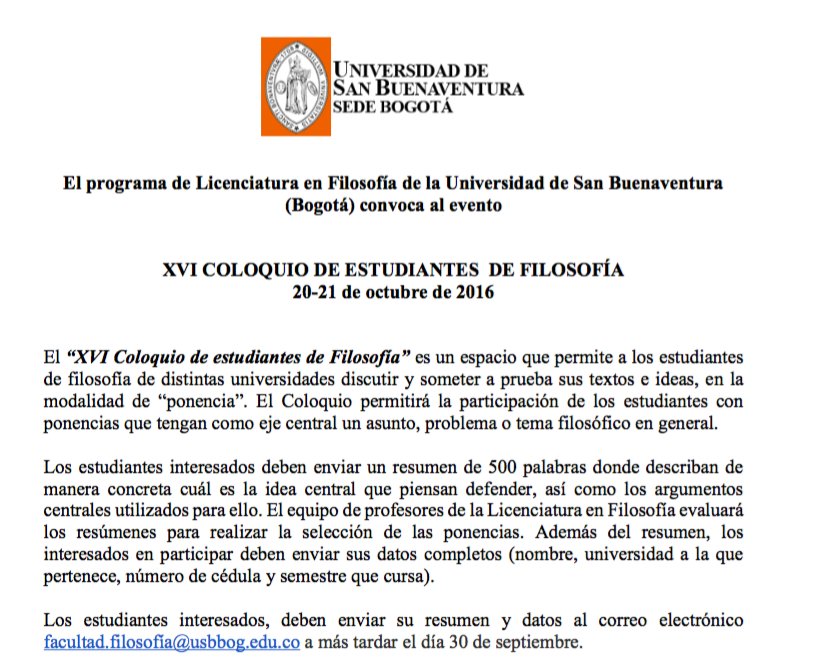 UNIVERSIDAD DE
SAN BUENAVENTURA
SEDE BOGOTÁ
El programa de Licenciatura en Filosofía de la Universidad de San Buenaventura
(Bogotá) convoca al evento
XVI COLOQUIO DE ESTUDIANTES DE FILOSOFÍA
20-21 de octubre de 2016
El “XVI Coloquio de estudiantes de Filosofía” es un espacio que permite a los estudiantes
de filosofía de distintas universidades discutir y someter a prueba sus textos e ideas, en la
modalidad de “ponencia”. El Coloquio permitirá la participación de los estudiantes con
ponencias que tengan como eje central un asunto, problema o tema filosófico en general.
Los estudiantes interesados deben enviar un resumen de 500 palabras donde describan de
manera concreta cuál es la idea central que piensan defender, así como los argumentos
centrales utilizados para ello. El equipo de profesores de la Licenciatura en Filosofía evaluará
los resúmenes para realizar la selección de las ponencias. Además del resumen, los
interesados en participar deben enviar sus datos completos (nombre, universidad a la que
pertenece, número de cédula y semestre que cursa).
Los estudiantes interesados, deben enviar su resumen y datos al correo electrónico
facultad.filosofía@usbbog.edu.co a más tardar el día 30 de septiembre.